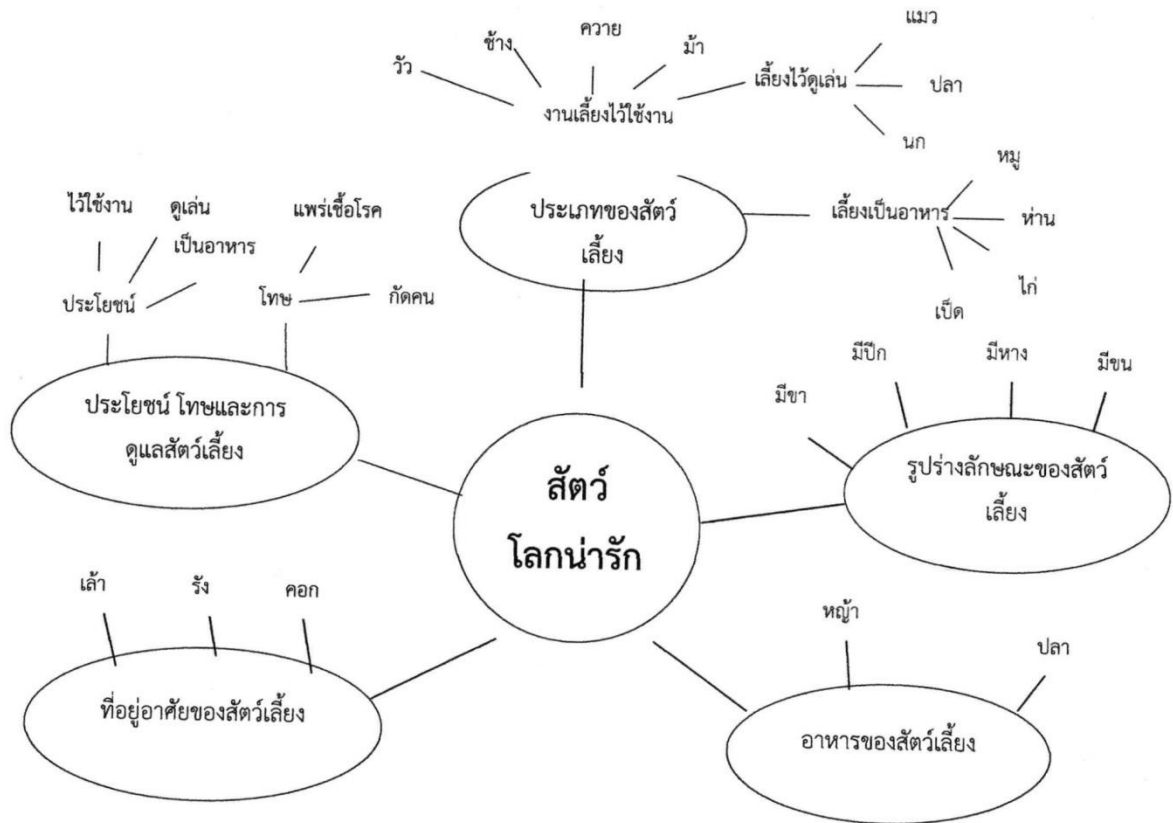 แมว
ควาย
ช้าง
ม้า
วัว
เลี้ยงไว้ดูเล่น
ปลา
งานเลี้ยงไว้ใช้งาน
นก
หมู
ไว้ใช้งาน
ดูเล่น
แพร่เชื้อโรค
ประเภทของสัตว์
เลี้ยง
เลี้ยงเป็นอาหาร
ห่าน
เป็นอาหาร
ไก่
ประโยชน์
โทษ
กัดคน
เป็ด
มีปีก
มีหาง
มีขน
มีขา
ประโยชน์ โทษและการ
ดูแลสัตว์เลี้ยง
รูปร่างลักษณะของสัตว์
เลี้ยง
สัตว์
โลกน่ารัก
เล้า
รัง
คอก
หญ้า
ปลา
ที่อยู่อาศัยของสัตว์เลี้ยง
อาหารของสัตว์เลี้ยง